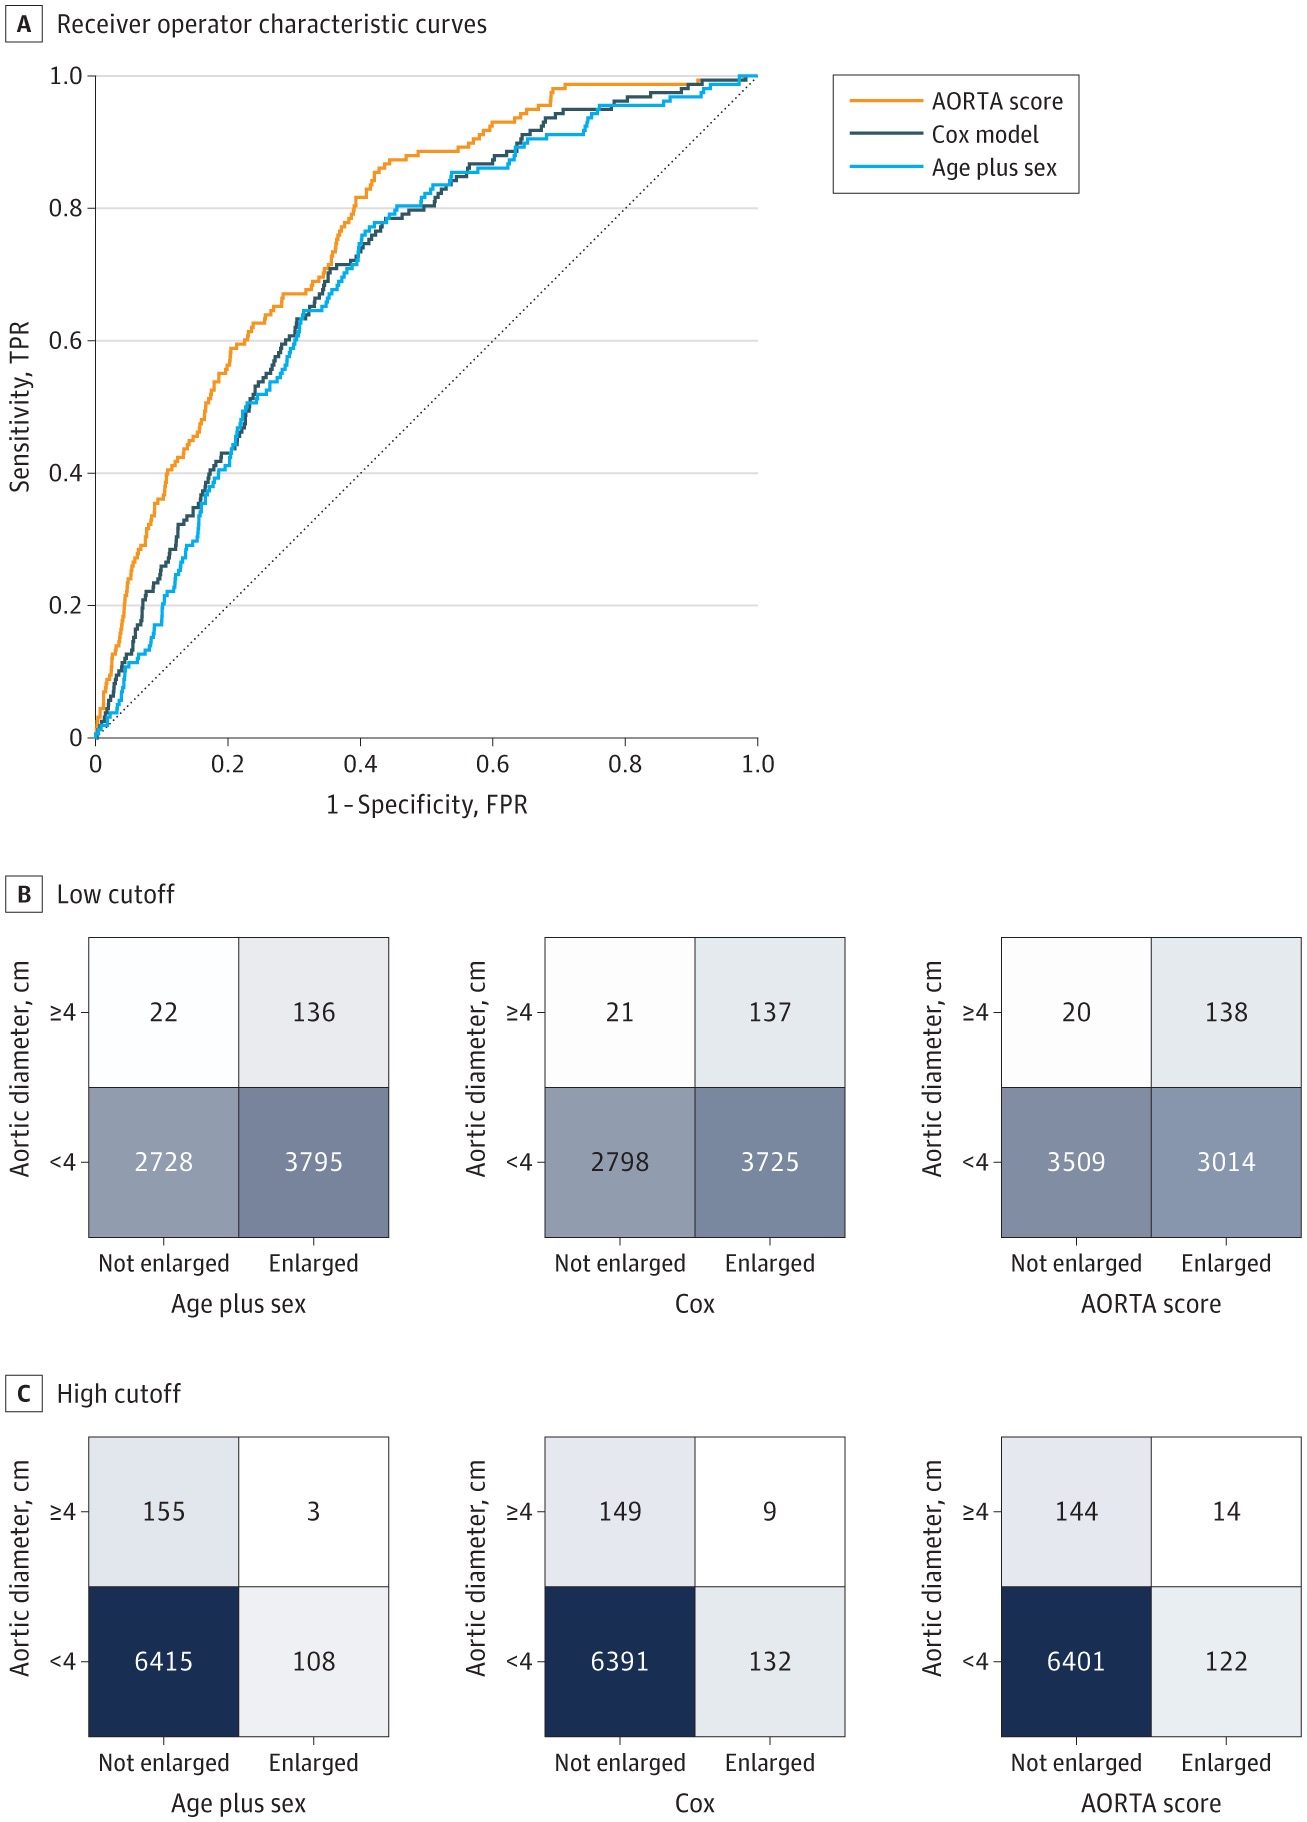 A Receiver operator characteristic curves
1.0
0.8
0.6
0.4
0.2
0
Sensitivity, TPR
0 0.2 0.4 0.6 0.8 1.0
1 - Specificity, FPR
AORTA score
Cox model
Age plus sex
B Low cutoff
Aortic diameter, cm
≥4
<4
22 136
2728 3795
Not enlarged Enlarged
Age plus sex
Aortic diameter, cm
≥4
<4
21 137
2798 3725
Not enlarged Enlarged
Cox
Aortic diameter, cm
≥4
<4
20 138
3509 3014
Not enlarged Enlarged
AORTA score
C High cutoff
Aortic diameter, cm
≥4
<4
155 3
6415 108
Not enlarged Enlarged
Age plus sex
Aortic diameter, cm
≥4
<4
149 9
6391 132
Not enlarged Enlarged
Cox
Aortic diameter, cm
≥4
<4
144 14
6401 122
Not enlarged Enlarged
AORTA score